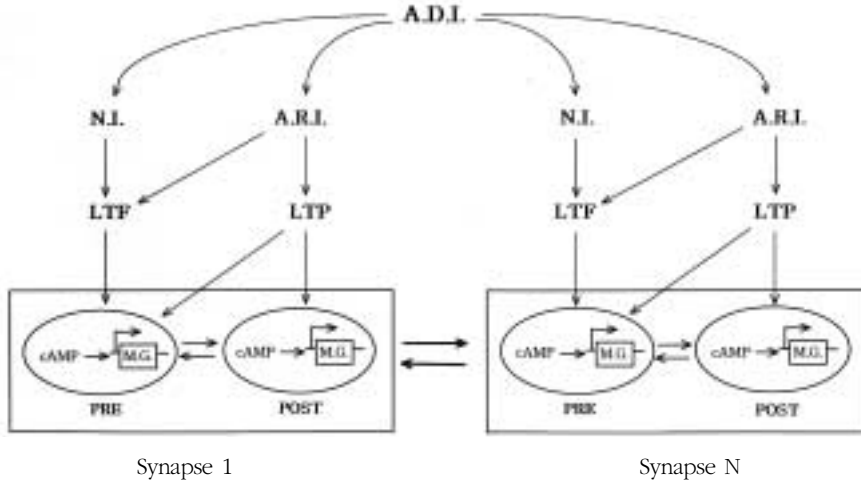 A.D.I.
N.I. A.R.I. N.I. A.R.I.
LTF LTP LTF LTP
cAMP M.G. cAMP M.G. cAMP M.G. cAMP M.G.
PRE POST PRE POST
Synapse 1 Synapse N